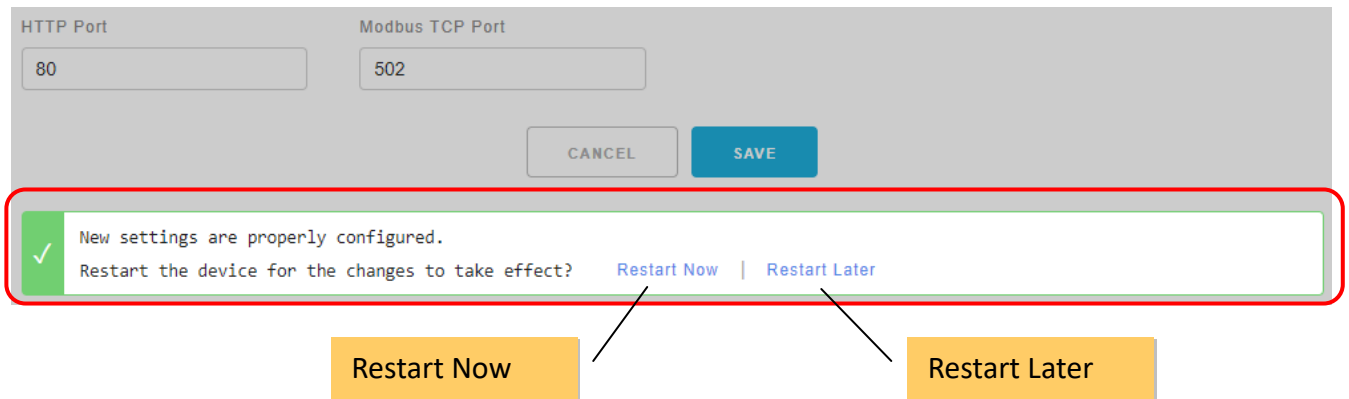 HTTP Port Modbus TCP Port
80 502
CANCEL SAVE
New settings are properly configured.
Restart the device for the changes to take effect? Restart Now | Restart Later
Restart Now Restart Later